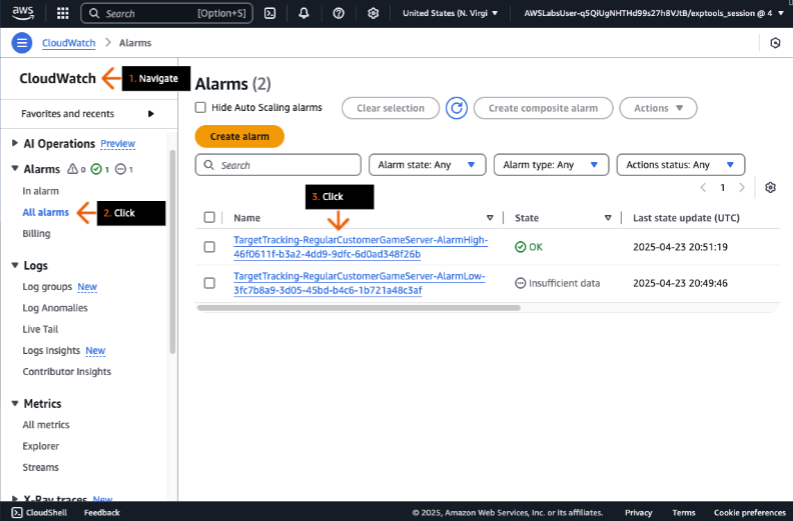 aws
Search [Option+S]
United States (N. Virgi
AWSLabsUser-q5QiUgNHTHd99s27h8VJtB/exptools_session @ 4
CloudWatch > Alarms
CloudWatch
1. Navigate
Favorites and recents
AI Operations Preview
Alarms 0 1 1
In alarm
All alarms
2. Click
Billing
Logs
Log groups New
Log Anomalies
Live Tail
Logs Insights New
Contributor Insights
Metrics
All metrics
Explorer
Streams
X-Ray traces New
Alarms (2)
Hide Auto Scaling alarms
Clear selection
Create composite alarm
Actions
Create alarm
Search
Alarm state: Any
Alarm type: Any
Actions status: Any
1
3. Click
Name State Last state update (UTC)
TargetTracking-RegularCustomerGameServer-AlarmHigh-
46f0611f-b3a2-4dd9-9dfc-6d0ad348f26b
OK
2025-04-23 20:51:19
TargetTracking-RegularCustomerGameServer-AlarmLow-
3fc7b8a9-3d05-45bd-b4c6-1b721a48c3af
Insufficient data
2025-04-23 20:49:46
CloudShell Feedback © 2025, Amazon Web Services, Inc. or its affiliates. Privacy Terms Cookie preferences